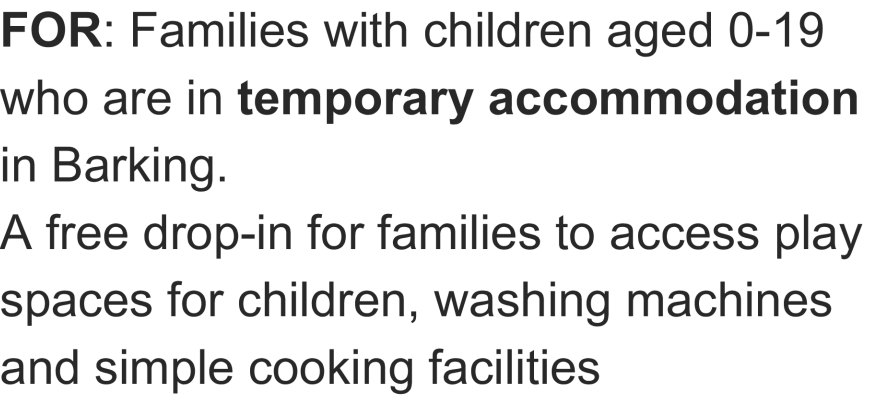 FOR: Families with children aged 0-19
who are in temporary accommodation
in Barking.
A free drop-in for families to access play
spaces for children, washing machines
and simple cooking facilities